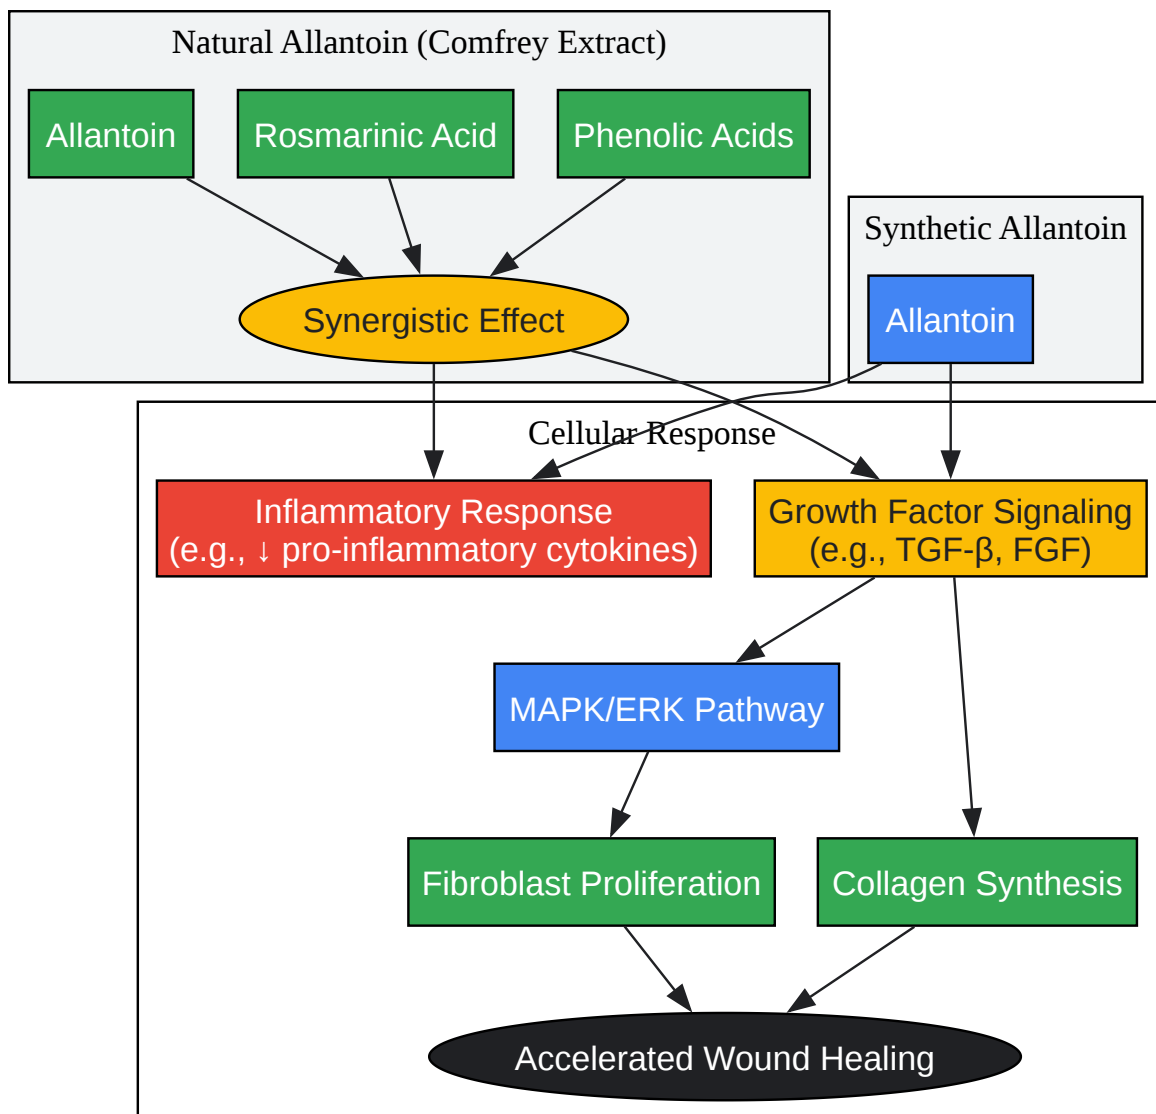 Natural Allantoin (Comfrey Extract)
Allantoin
Rosmarinic Acid
Phenolic Acids
Synergistic Effect
Synthetic Allantoin
Allantoin
Cellular Response
Inflammatory Response
(e.g., ↓ pro-inflammatory cytokines)
Growth Factor Signaling
(e.g., TGF-β, FGF)
MAPK/ERK Pathway
Fibroblast Proliferation
Collagen Synthesis
Accelerated Wound Healing